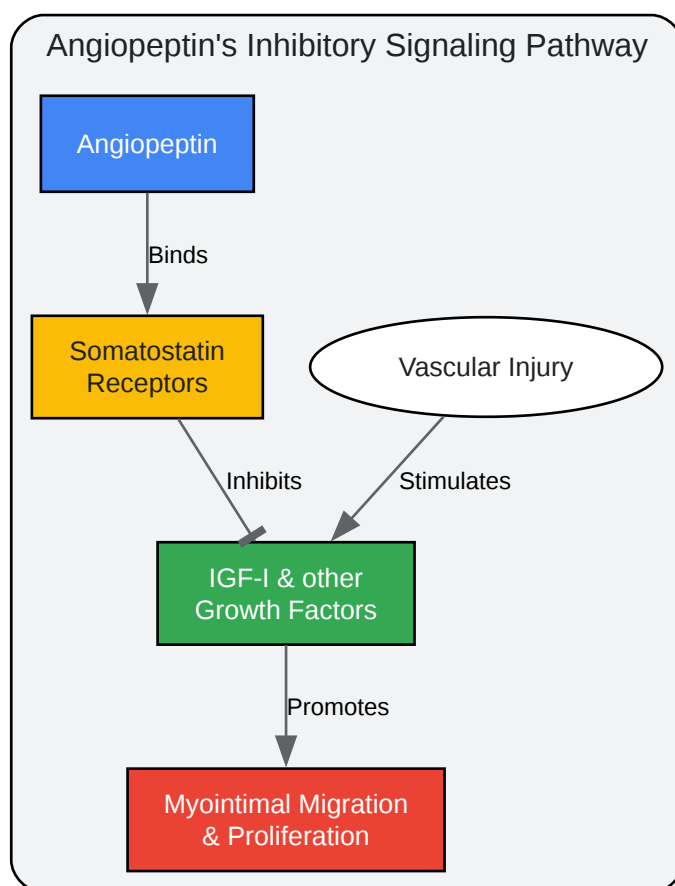 Angiopeptin's Inhibitory Signaling Pathway
Angiopeptin
Binds
Somatostatin
Receptors
Vascular Injury
Inhibits
Stimulates
IGF-I & other
Growth Factors
Promotes
Myointimal Migration
& Proliferation